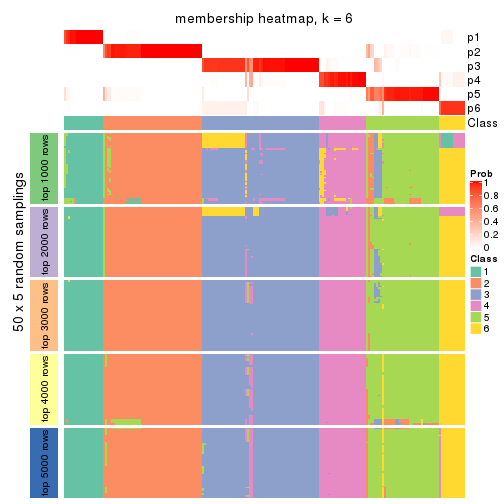 membership heatmap, k = 6
p1
p2
p3
p4
p5
p6
Class
50 x 5 random samplings
top 1000 rows
top 2000 rows
top 3000 rows
top 4000 rows
top 5000 rows
Prob
1
0.8
0.6
0.4
0.2
0
Class
1
2
3
4
5
6